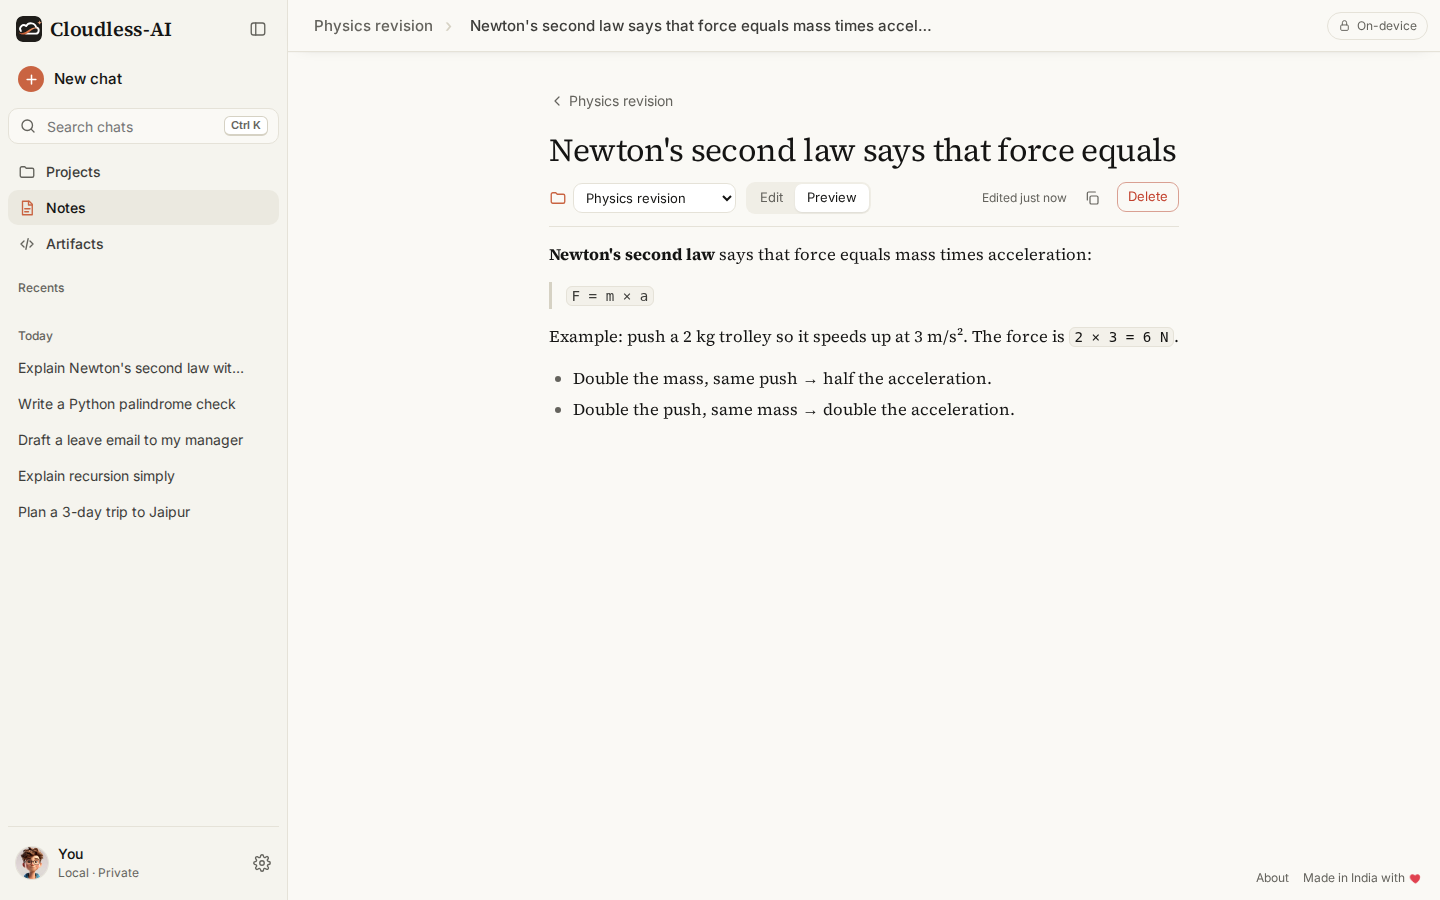 Cloudless-AI
New chat
Search chats Ctrl K
Projects
Notes
Artifacts
Recents
Today
Explain Newton's second law wit...
Write a Python palindrome check
Draft a leave email to my manager
Explain recursion simply
Plan a 3-day trip to Jaipur
You
Local · Private
Physics revision › Newton's second law says that force equals mass times accel...
On-device
Physics revision
Newton's second law says that force equals
Physics revision Edit Preview Edited just now Delete
Newton's second law says that force equals mass times acceleration:
F = m × a
Example: push a 2 kg trolley so it speeds up at 3 m/s². The force is 2 × 3 = 6 N.
• Double the mass, same push → half the acceleration.
• Double the push, same mass → double the acceleration.
About Made in India with